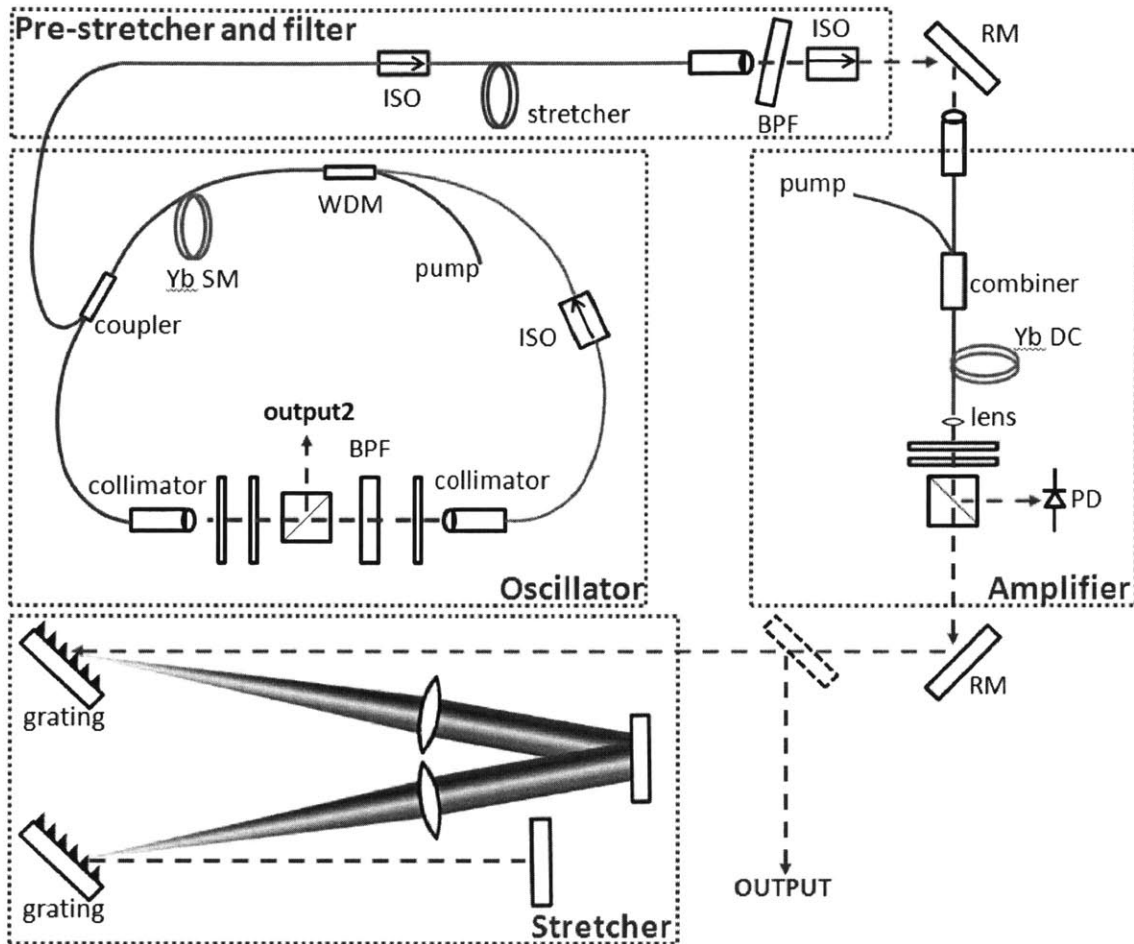 Pre-stretcher and filter
ISO
RM
ISO
stretcher
BPF
WDM
pump
Yb SM
coupler
ISO
output2
BPF
collimator
collimator
Oscillator
pump
combiner
Yb DC
lens
PD
Amplifier
RM
grating
grating
Stretcher
OUTPUT